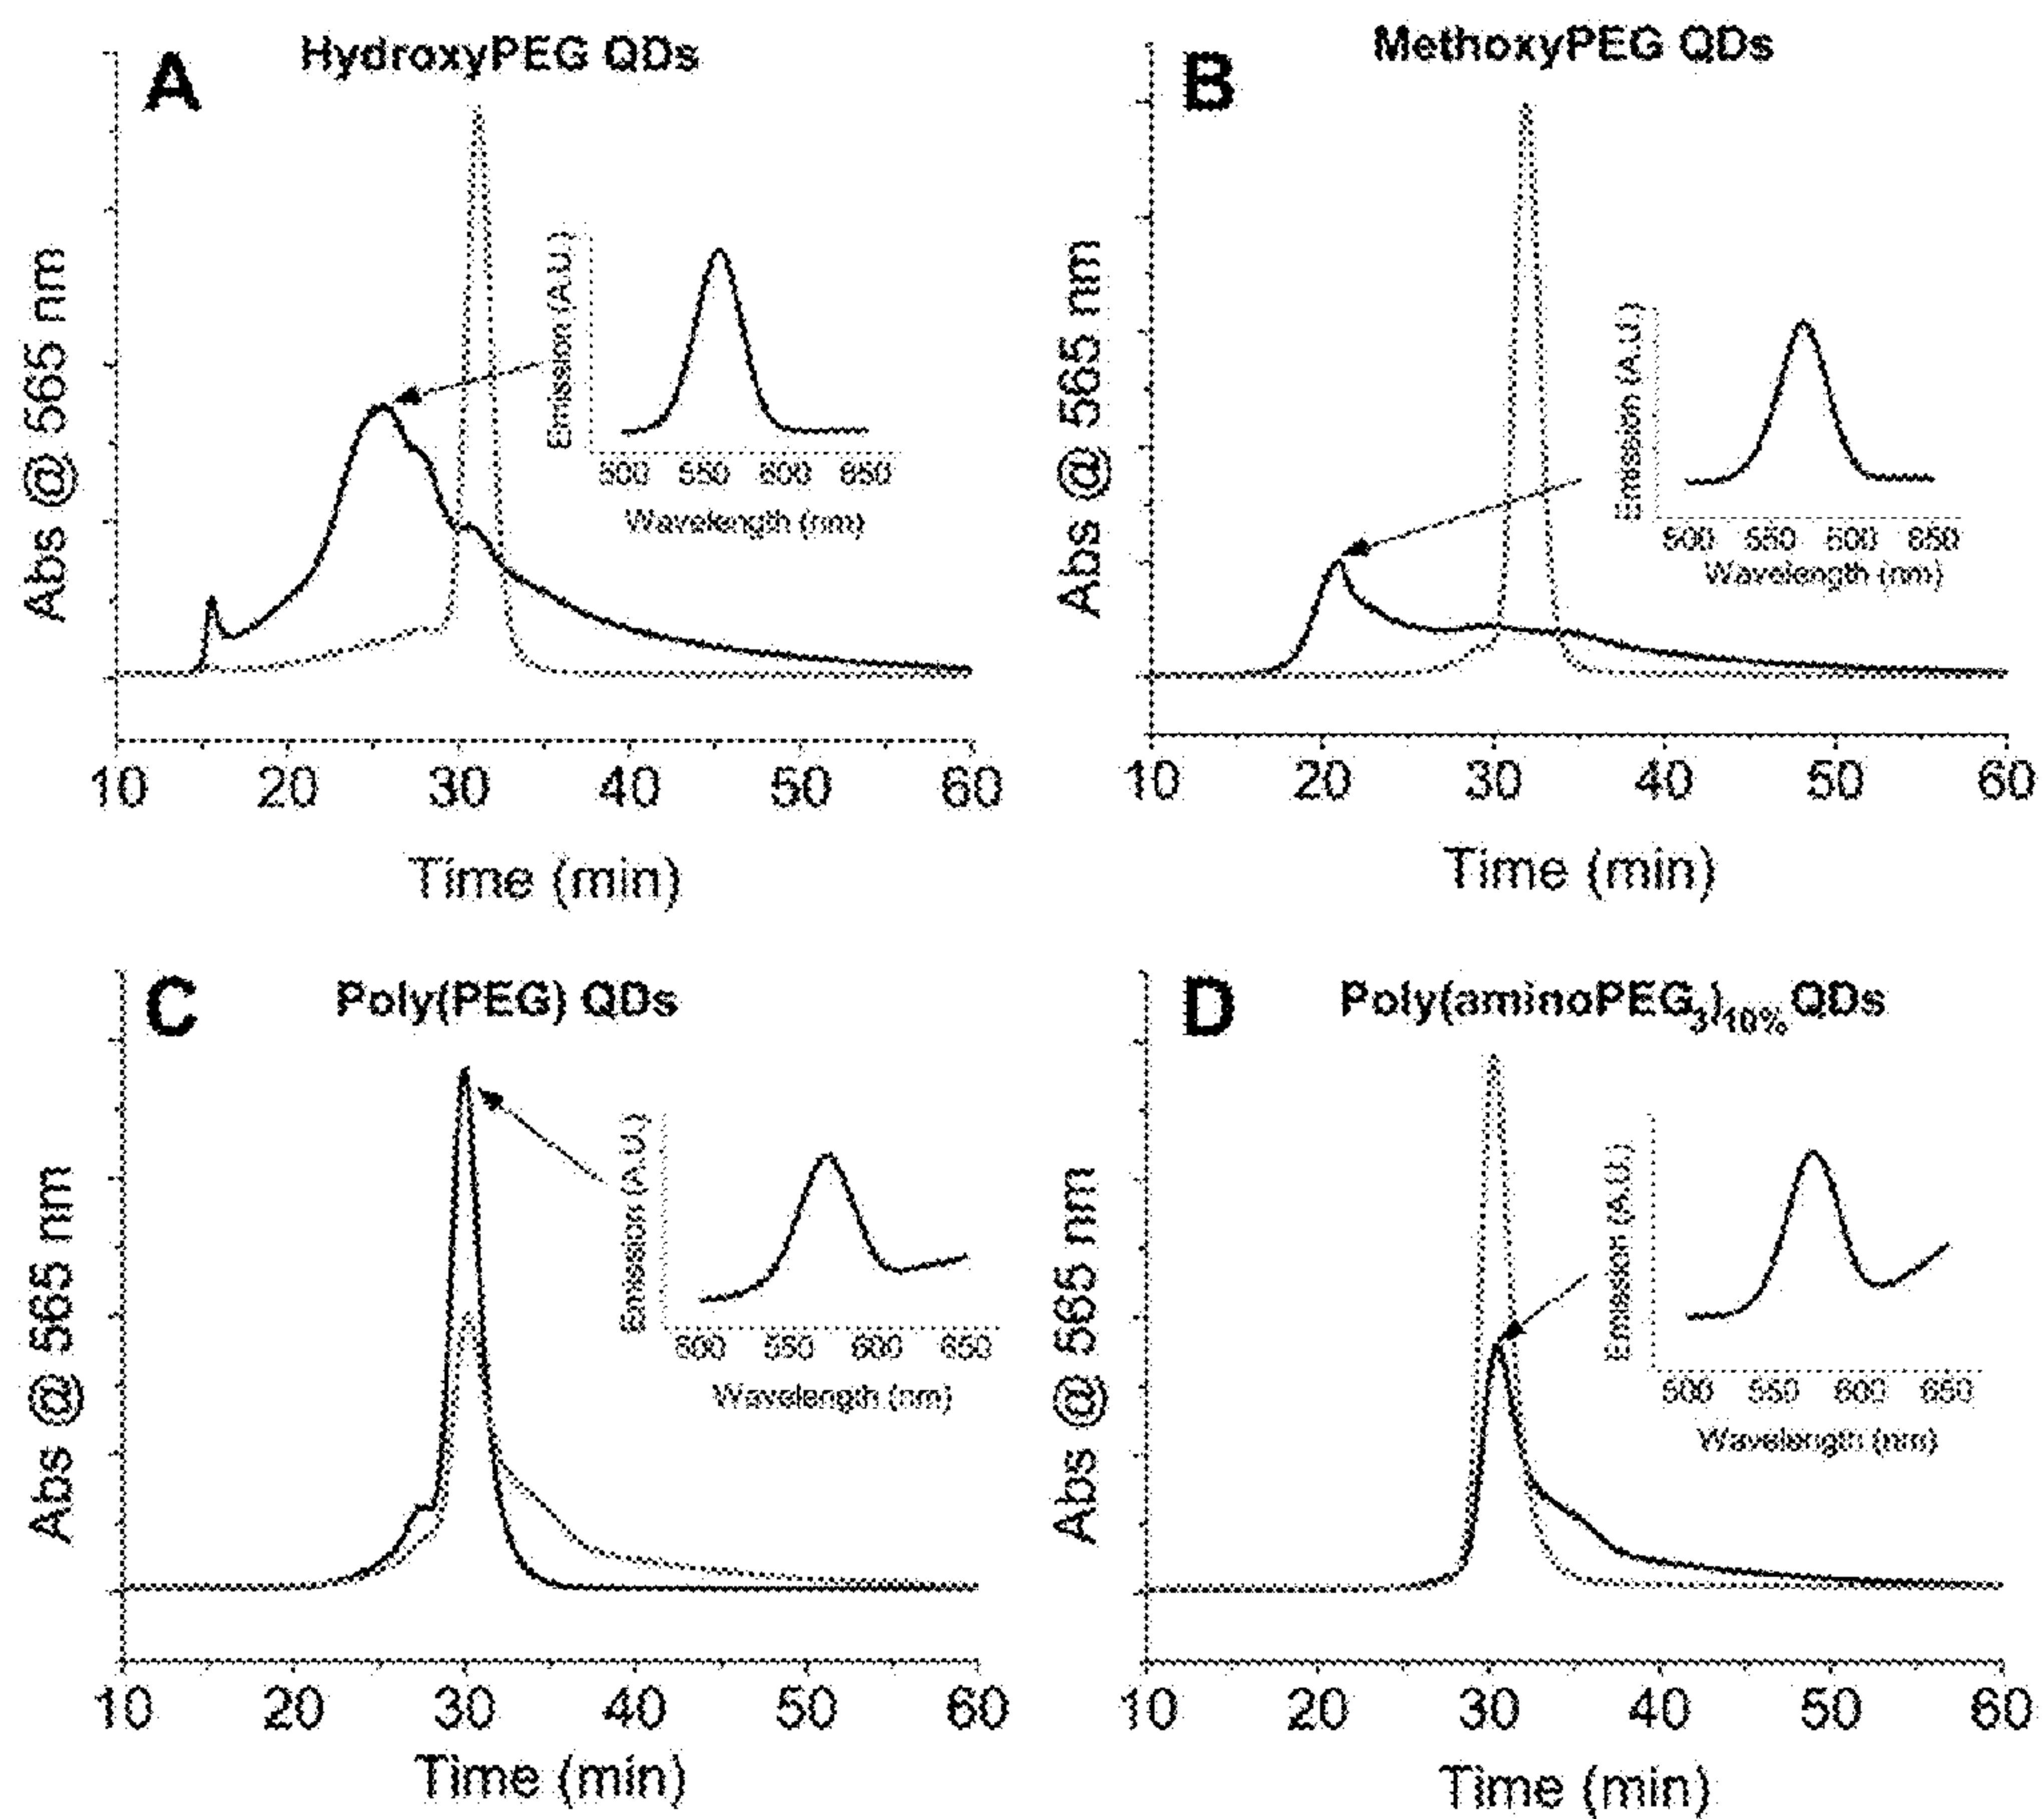 A
HydroxyPEG QDs
Abs @ 565 nm
Emission (A.U.)
500 550 600 650
Wavelength (nm)
10 20 30 40 50 60
Time (min)
B
MethoxyPEG QDs
Abs @ 565 nm
Emission (A.U.)
500 550 600 650
Wavelength (nm)
10 20 30 40 50 60
Time (min)
C
Poly(PEG) QDs
Abs @ 565 nm
Emission (A.U.)
500 550 600 650
Wavelength (nm)
10 20 30 40 50 60
Time (min)
D
Poly(aminoPEG3)10% QDs
Abs @ 565 nm
Emission (A.U.)
500 550 600 650
Wavelength (nm)
10 20 30 40 50 60
Time (min)